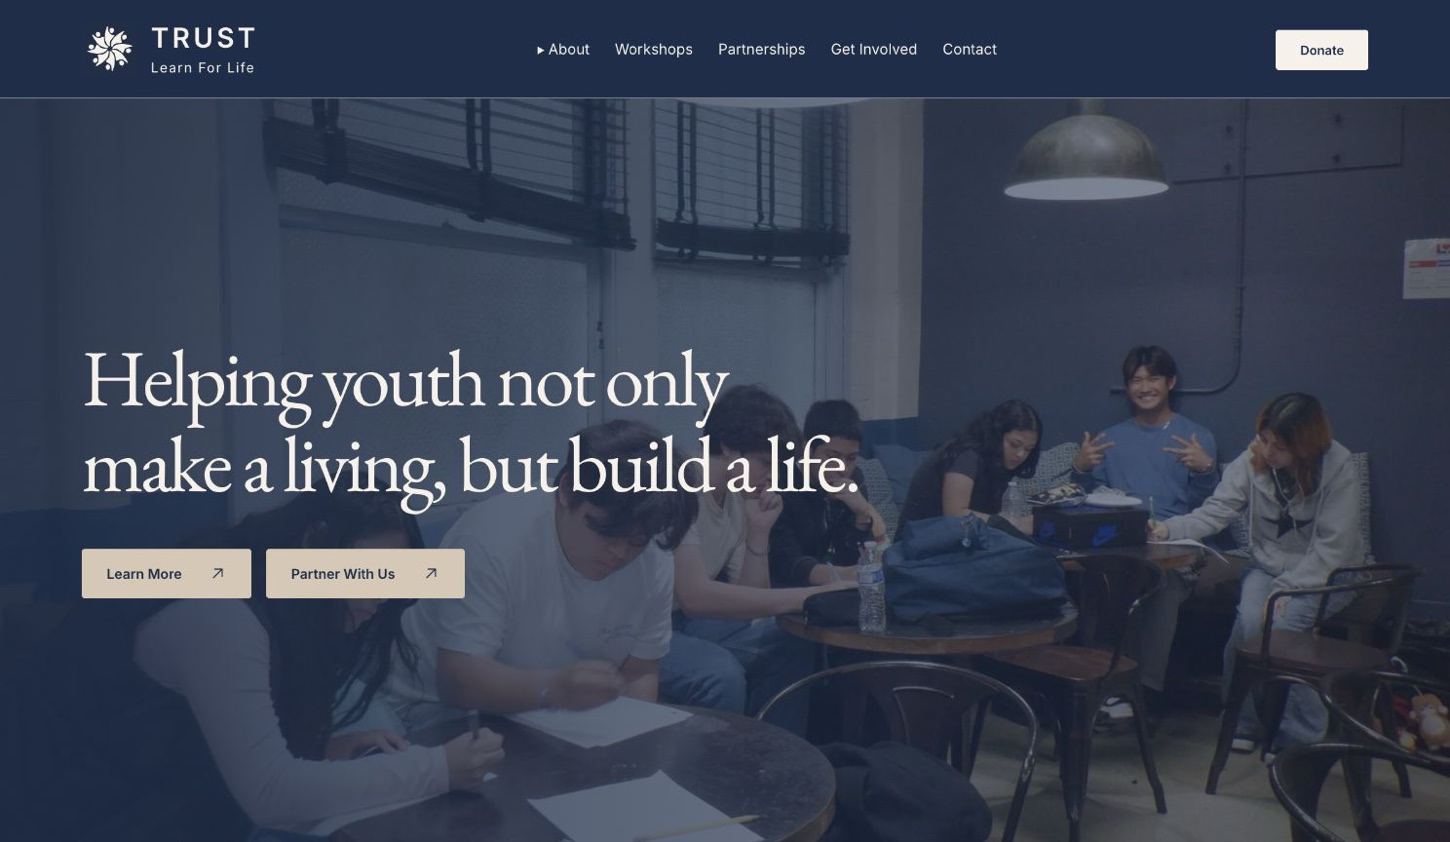 TRUST
Learn For Life
About
Workshops
Partnerships
Get Involved
Contact
Donate
Helping youth not only
make a living, but build a life.
Learn More
Partner With Us